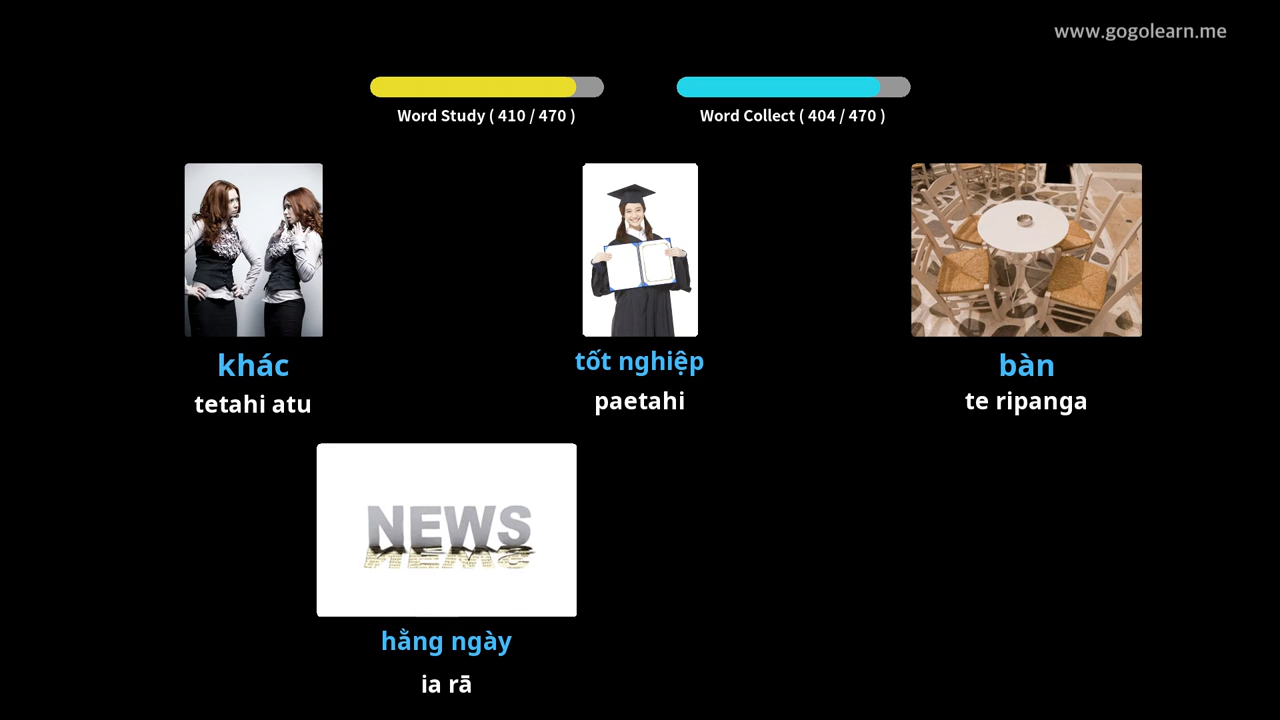 www.gogolearn.me
Word Study ( 410 / 470 )
Word Collect ( 404 / 470 )
khác
tetahi atu
tốt nghiệp
paetahi
bàn
te ripanga
NEWS
hằng ngày
ia rā